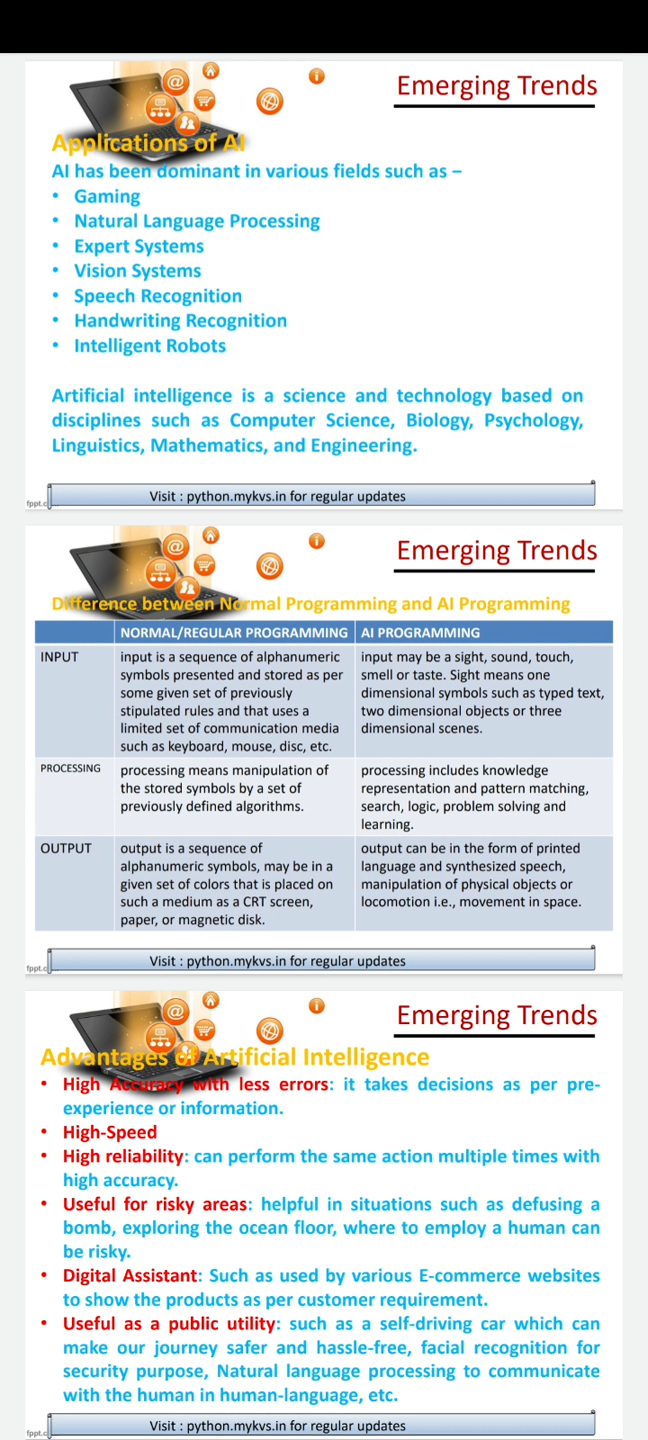 Emerging Trends
Applications of AI
AI has been dominant in various fields such as –
• Gaming
• Natural Language Processing
• Expert Systems
• Vision Systems
• Speech Recognition
• Handwriting Recognition
• Intelligent Robots
Artificial intelligence is a science and technology based on
disciplines such as Computer Science, Biology, Psychology,
Linguistics, Mathematics, and Engineering.
Visit : python.mykvs.in for regular updates
fppt.c
Emerging Trends
Difference between Normal Programming and AI Programming
NORMAL/REGULAR PROGRAMMING
AI PROGRAMMING
INPUT
input is a sequence of alphanumeric
symbols presented and stored as per
some given set of previously
stipulated rules and that uses a
limited set of communication media
such as keyboard, mouse, disc, etc.
input may be a sight, sound, touch,
smell or taste. Sight means one
dimensional symbols such as typed text,
two dimensional objects or three
dimensional scenes.
PROCESSING
processing means manipulation of
the stored symbols by a set of
previously defined algorithms.
processing includes knowledge
representation and pattern matching,
search, logic, problem solving and
learning.
OUTPUT
output is a sequence of
alphanumeric symbols, may be in a
given set of colors that is placed on
such a medium as a CRT screen,
paper, or magnetic disk.
output can be in the form of printed
language and synthesized speech,
manipulation of physical objects or
locomotion i.e., movement in space.
Visit : python.mykvs.in for regular updates
fppt.c
Emerging Trends
Advantages of Artificial Intelligence
• High Accuracy with less errors: it takes decisions as per pre-
experience or information.
• High-Speed
• High reliability: can perform the same action multiple times with
high accuracy.
• Useful for risky areas: helpful in situations such as defusing a
bomb, exploring the ocean floor, where to employ a human can
be risky.
• Digital Assistant: Such as used by various E-commerce websites
to show the products as per customer requirement.
• Useful as a public utility: such as a self-driving car which can
make our journey safer and hassle-free, facial recognition for
security purpose, Natural language processing to communicate
with the human in human-language, etc.
Visit : python.mykvs.in for regular updates
fppt.c